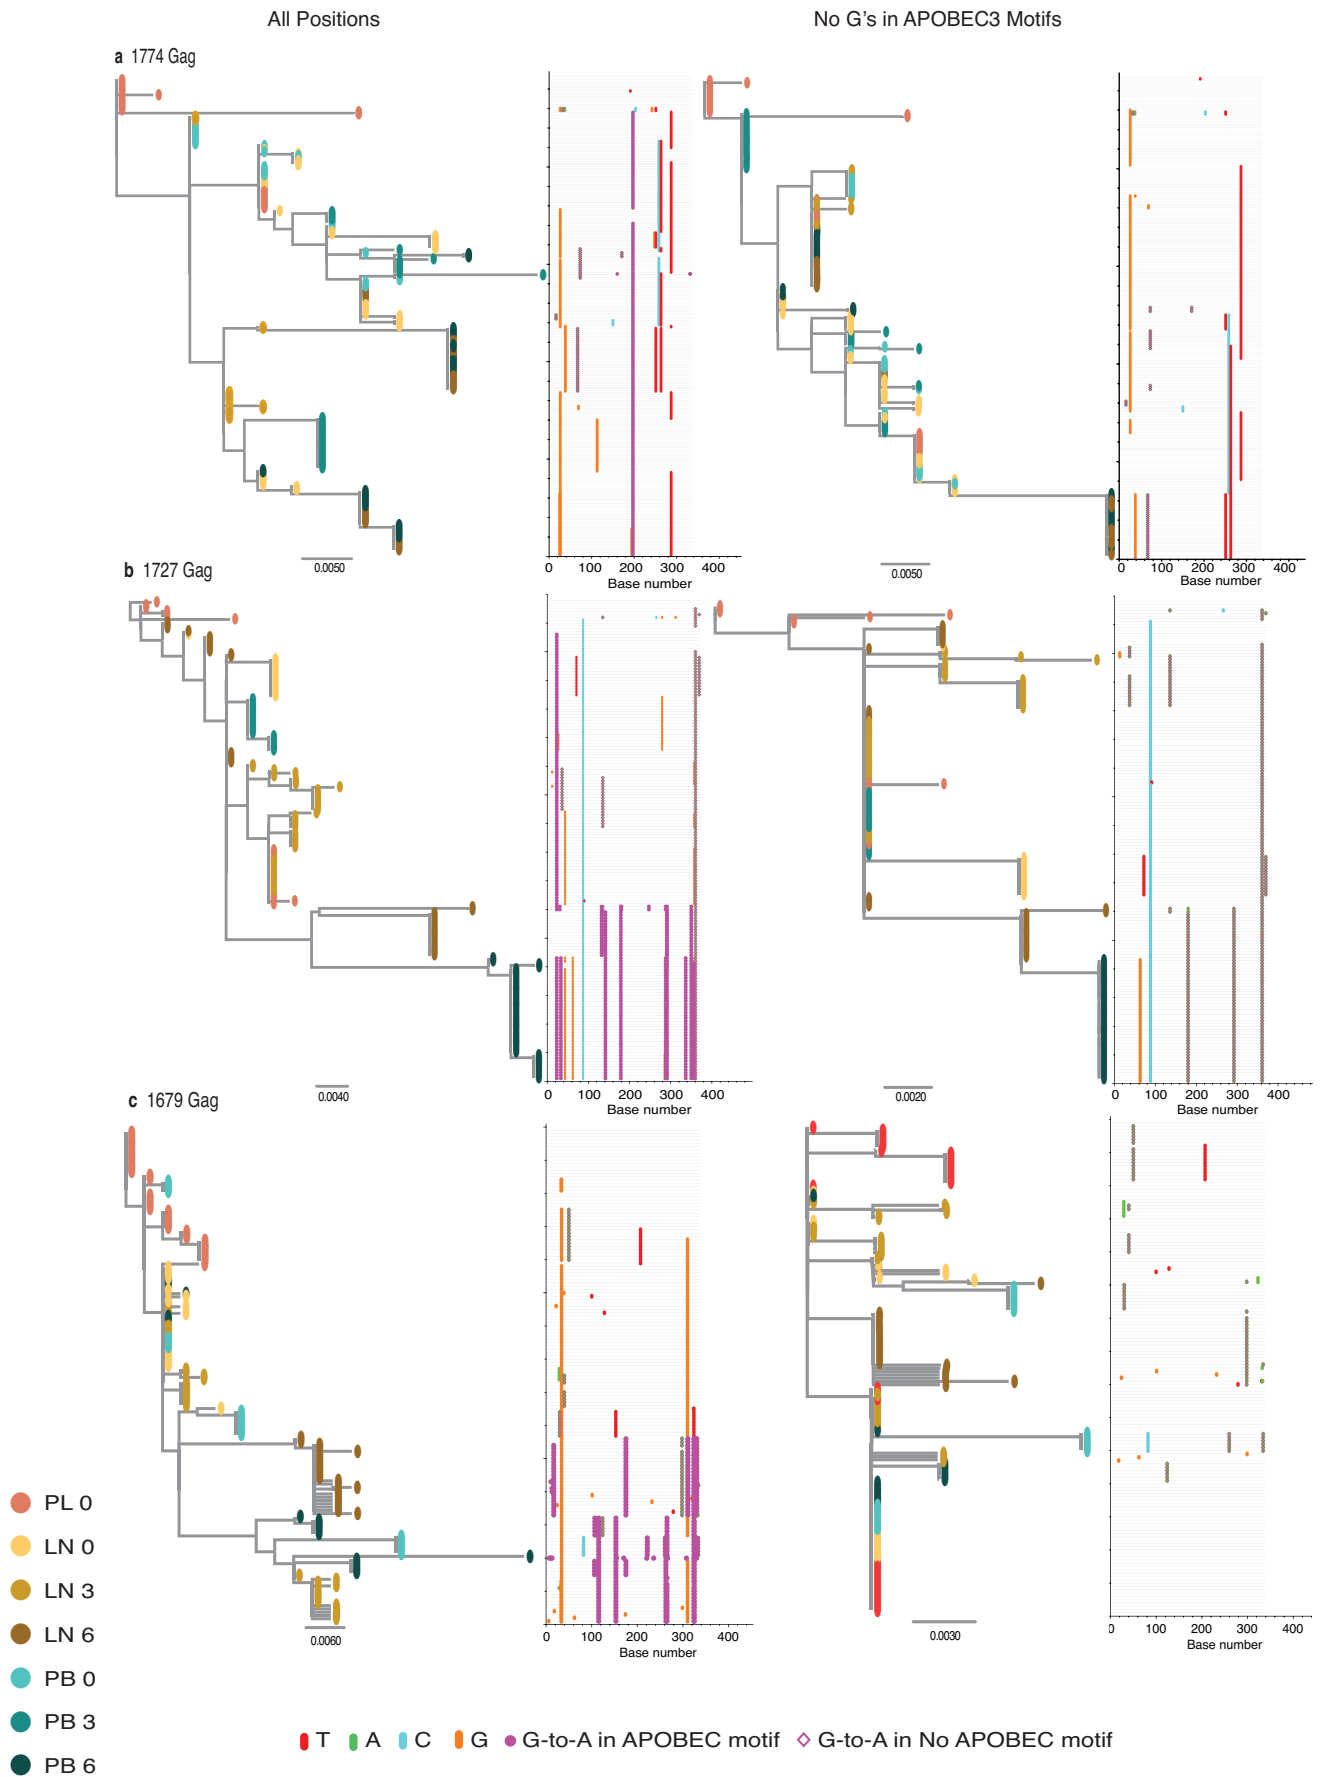 All Positions
No G's in APOBEC3 Motifs
a 1774 Gag
0.0050
0 100 200 300 400
Base number
0.0050
0 100 200 300 400
Base number
b 1727 Gag
0.0040
0 100 200 300 400
Base number
0.0020
0 100 200 300 400
Base number
c 1679 Gag
0.0060
0 100 200 300 400
Base number
0.0030
0 100 200 300 400
Base number
PL 0
LN 0
LN 3
LN 6
PB 0
PB 3
PB 6
T A C G G-to-A in APOBEC motif G-to-A in No APOBEC motif